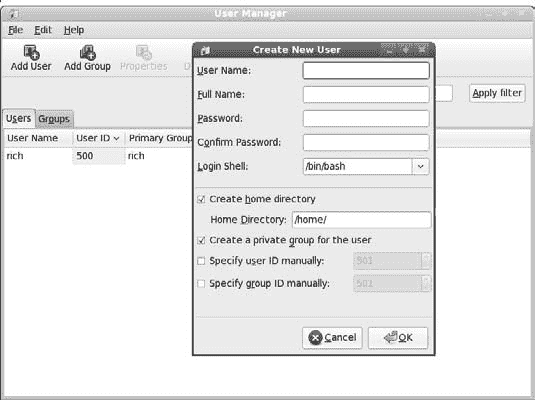 User Manager
File Edit Help
Add User Add Group Properties
Apply filter
Users Groups
User Name User ID Primary Group
rich 500 rich
Create New User
User Name:
Full Name:
Password:
Confirm Password:
Login Shell: /bin/bash
Create home directory
Home Directory: /home/
Create a private group for the user
Specify user ID manually: 501
Specify group ID manually: 501
Cancel OK